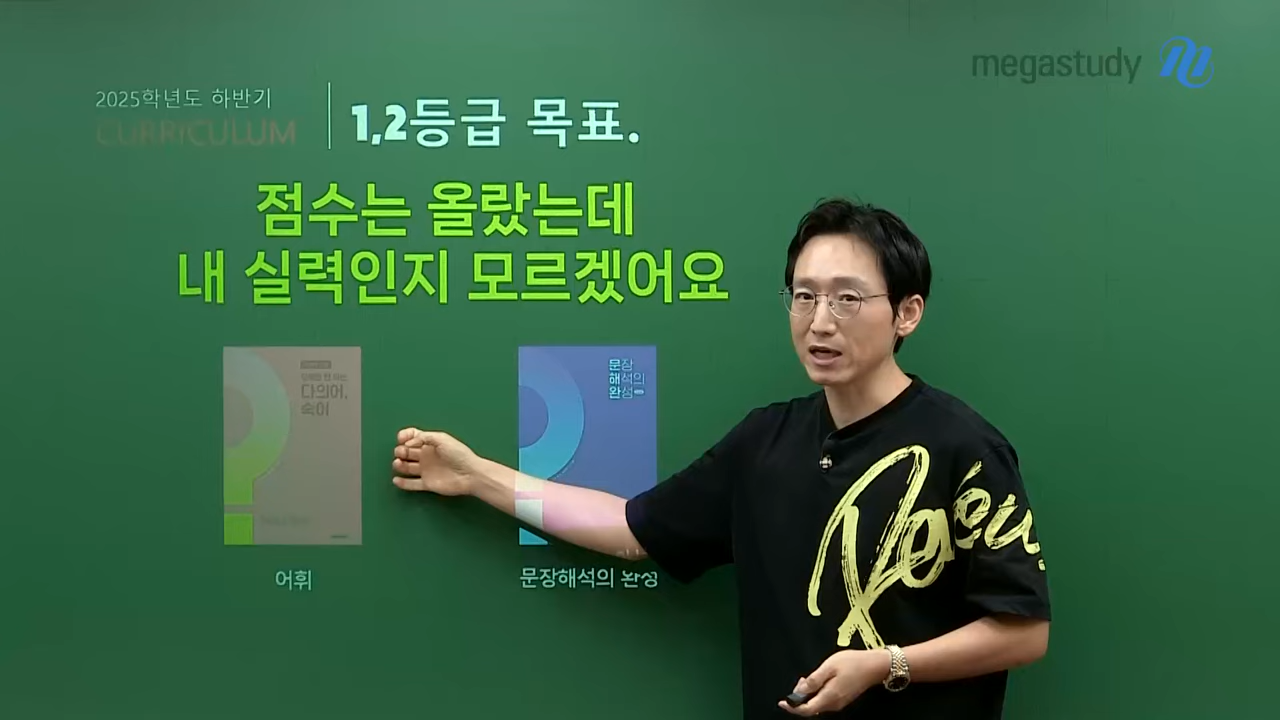 megastudy
2025학년도 하반기
CURRYCULUM
1,2등급 목표.
점수는 올랐는데
내 실력인지 모르겠어요
다의어,
숙어
문장
해석의
완성
어휘
문장해석의 완성